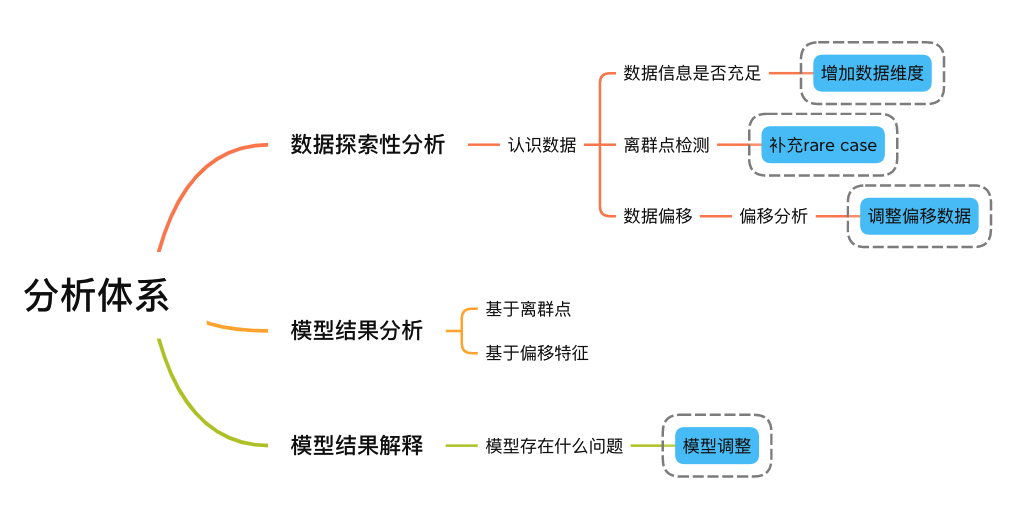 分析体系
数据探索性分析
认识数据
数据信息是否充足
增加数据维度
离群点检测
补充rare case
数据偏移
偏移分析
调整偏移数据
模型结果分析
基于离群点
基于偏移特征
模型结果解释
模型存在什么问题
模型调整